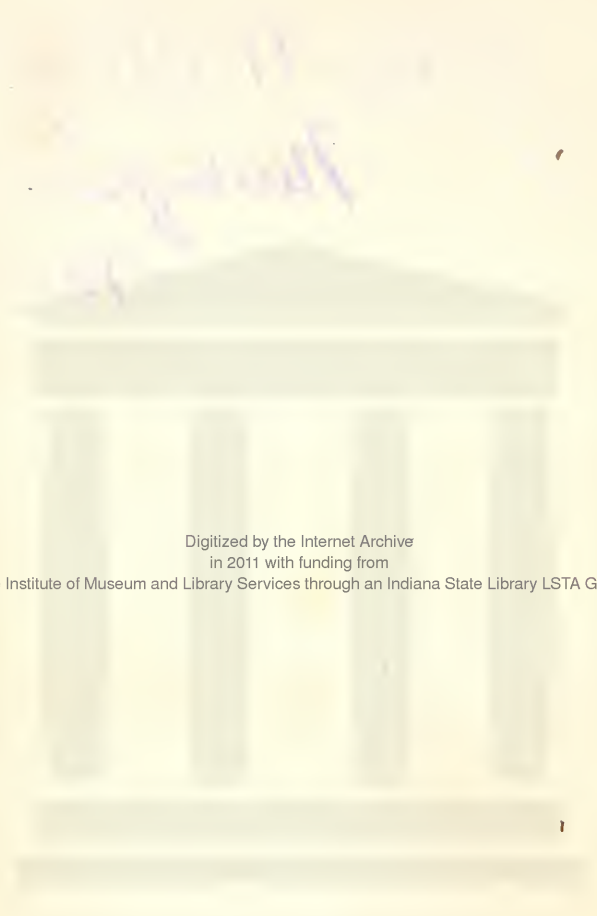 Digitized by the Internet Archive
in 2011 with funding from
Institute of Museum and Library Services through an Indiana State Library LSTA G